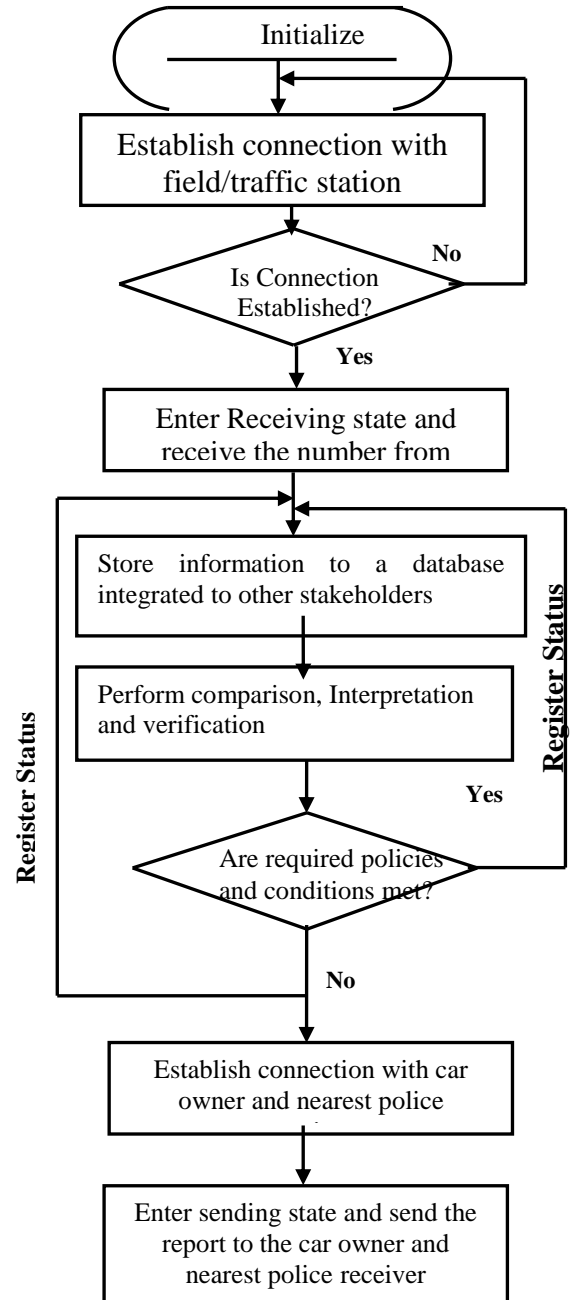 Initialize
Establish connection with
field/traffic station
No
Is Connection
Established?
Yes
Enter Receiving state and
receive the number from
Store information to a database
integrated to other stakeholders
Perform comparison, Interpretation
and verification
Register Status
Register Status
Yes
Are required policies
and conditions met?
No
Establish connection with car
owner and nearest police
Enter sending state and send the
report to the car owner and
nearest police receiver